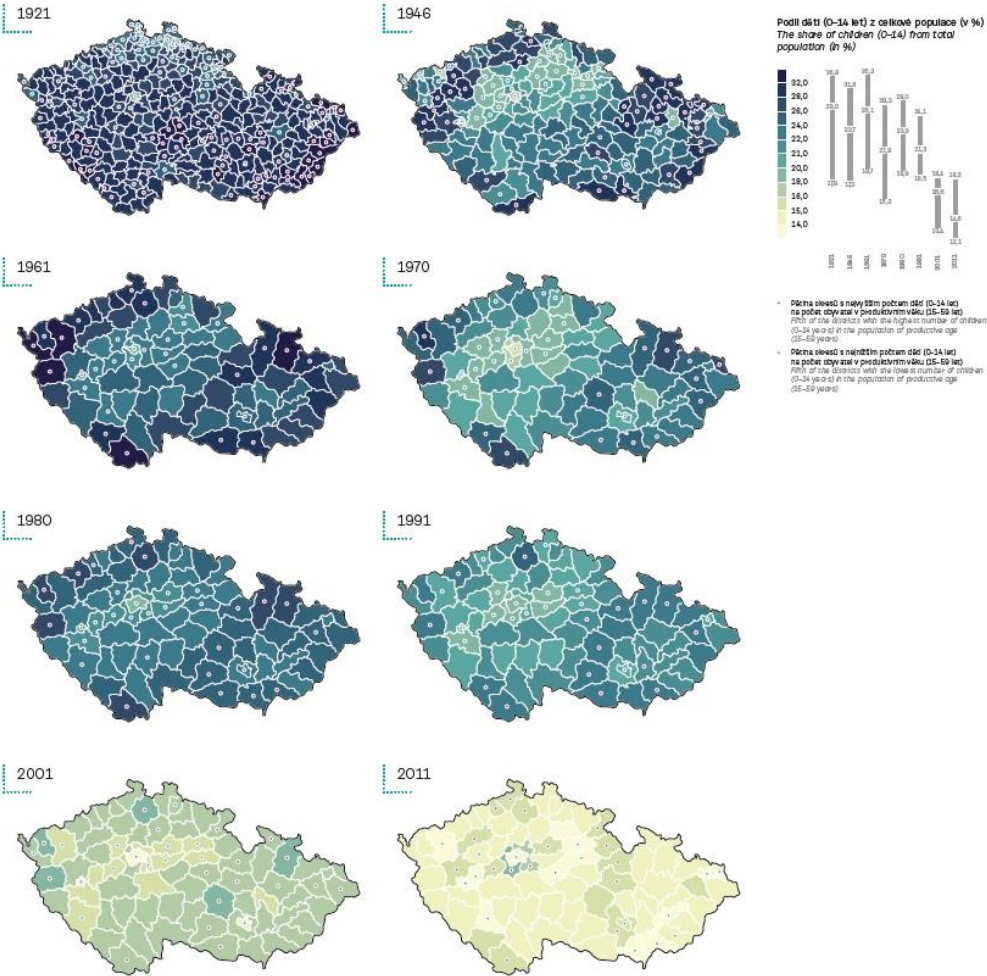 1921
1946
Podíl dětí (0–14 let) z celkové populace (v %)
The share of children (0–14) from total
population (in %)
32,0
28,0
26,0
24,0
22,0
21,0
20,0
18,0
16,0
15,0
14,0
1921
1946
1961
1970
1980
1991
2001
2011
1961
1970
Pětina okresů s nejvyšším počtem dětí (0–14 let)
na počet obyvatel v produktivním věku (15–59 let)
Fifth of the districts with the highest number of children
(0–14 years) in the population of productive age
(15–59 years)
Pětina okresů s nejnižším počtem dětí (0–14 let)
na počet obyvatel v produktivním věku (15–59 let)
Fifth of the districts with the lowest number of children
(0–14 years) in the population of productive age
(15–59 years)
1980
1991
2001
2011